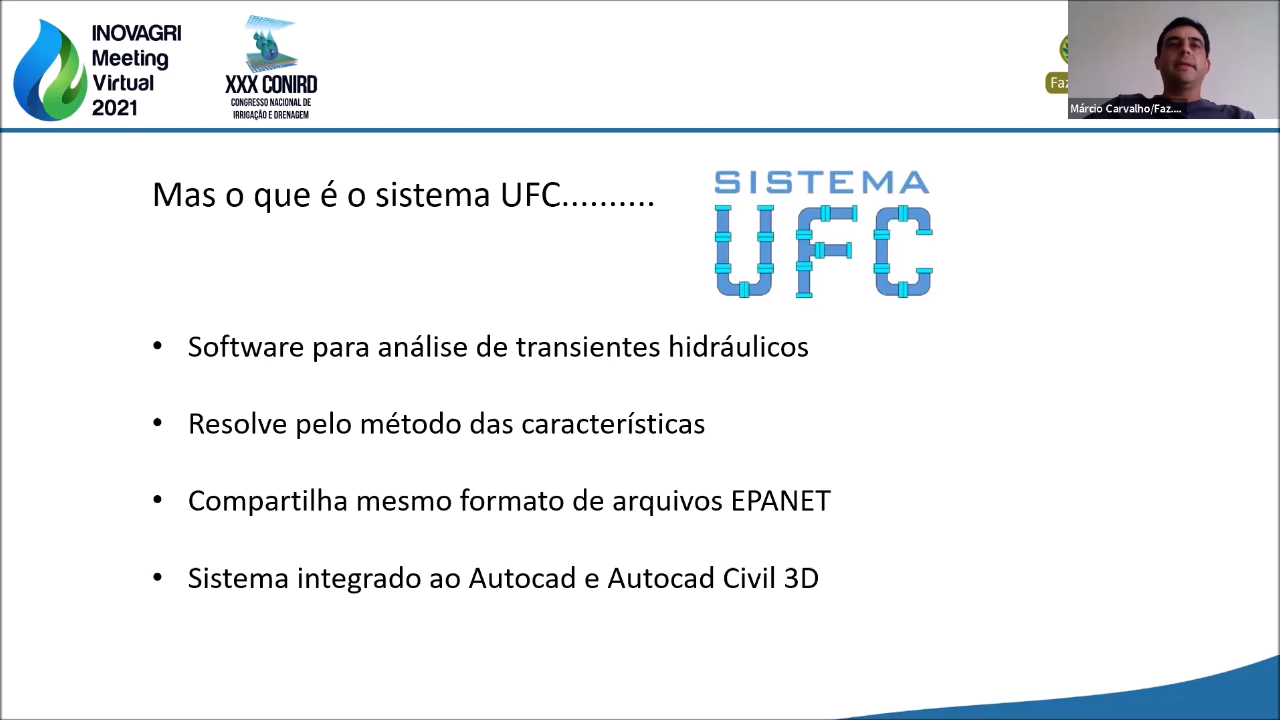 INOVAGRI
Meeting
Virtual
2021
XXX CONIRD
CONGRESSO NACIONAL DE
IRRIGAÇÃO E DRENAGEM
Faz
Márcio Carvalho/Faz....
Mas o que é o sistema UFC..........
SISTEMA
UFC
• Software para análise de transientes hidráulicos
• Resolve pelo método das características
• Compartilha mesmo formato de arquivos EPANET
• Sistema integrado ao Autocad e Autocad Civil 3D